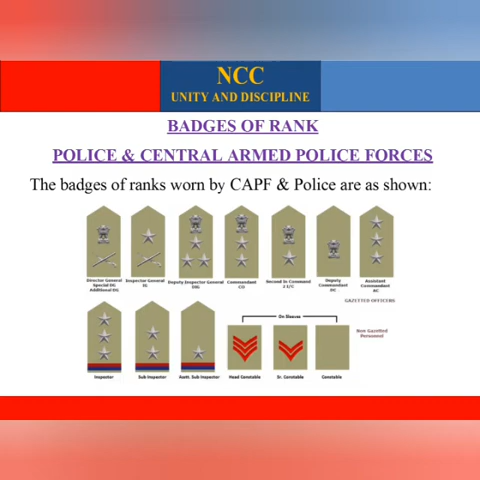 NCC
UNITY AND DISCIPLINE
BADGES OF RANK
POLICE & CENTRAL ARMED POLICE FORCES
The badges of ranks worn by CAPF & Police are as shown:
Director General
Special DG
Additional DG
Inspector General
IG
Deputy Inspector General
DIG
Commandant
CO
Second In Command
2 I/C
Deputy
Commandant
DC
Assistant
Commandant
AC
GAZETTED OFFICERS
On Sleeves
Non Gazetted
Personnel
Inspector
Sub-Inspector
Asstt. Sub-Inspector
Head Constable
Sr. Constable
Constable